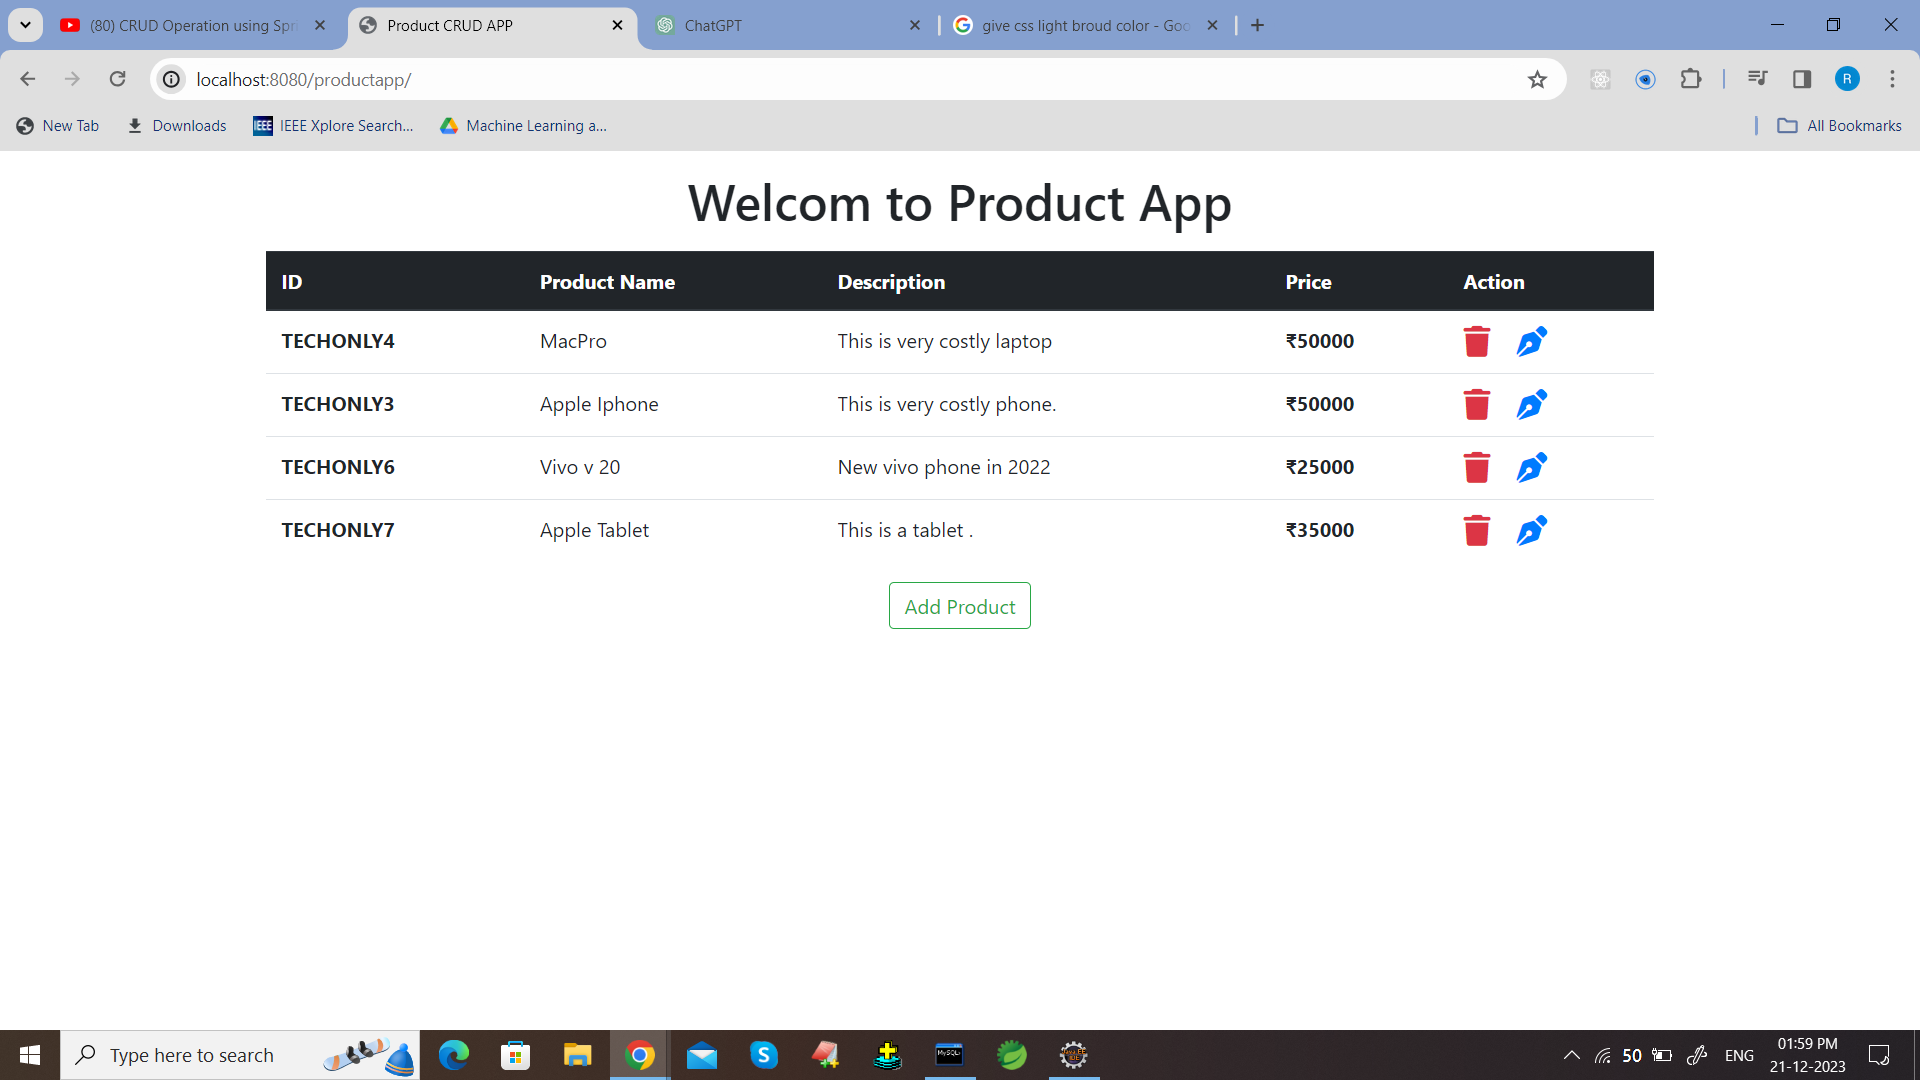 (80) CRUD Operation using Spr
Product CRUD APP
ChatGPT
give css light broud color - Goo
localhost:8080/productapp/
R
New Tab
Downloads
IEEE
IEEE Xplore Search...
Machine Learning a...
All Bookmarks
Welcom to Product App
ID Product Name Description Price Action
TECHONLY4 MacPro This is very costly laptop ₹50000
TECHONLY3 Apple Iphone This is very costly phone. ₹50000
TECHONLY6 Vivo v 20 New vivo phone in 2022 ₹25000
TECHONLY7 Apple Tablet This is a tablet . ₹35000
Add Product
Type here to search
50
ENG
01:59 PM
21-12-2023